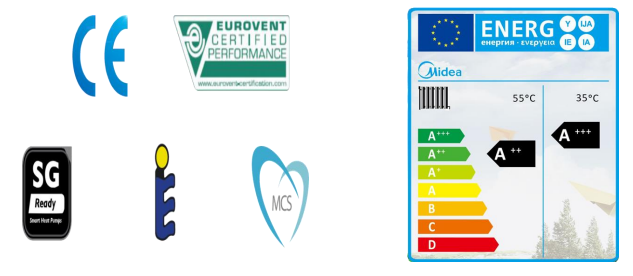 CE
EUROVENT
CERTIFIED
PERFORMANCE
www.eurovent-certification.com
SG
Ready
Smart Heat Pumps
iE
MCS
ENERG Y IJA
енергия · ενεργεια IE IA
Midea
55°C 35°C
A+++
A++
A+
A
B
C
D
A++
A+++